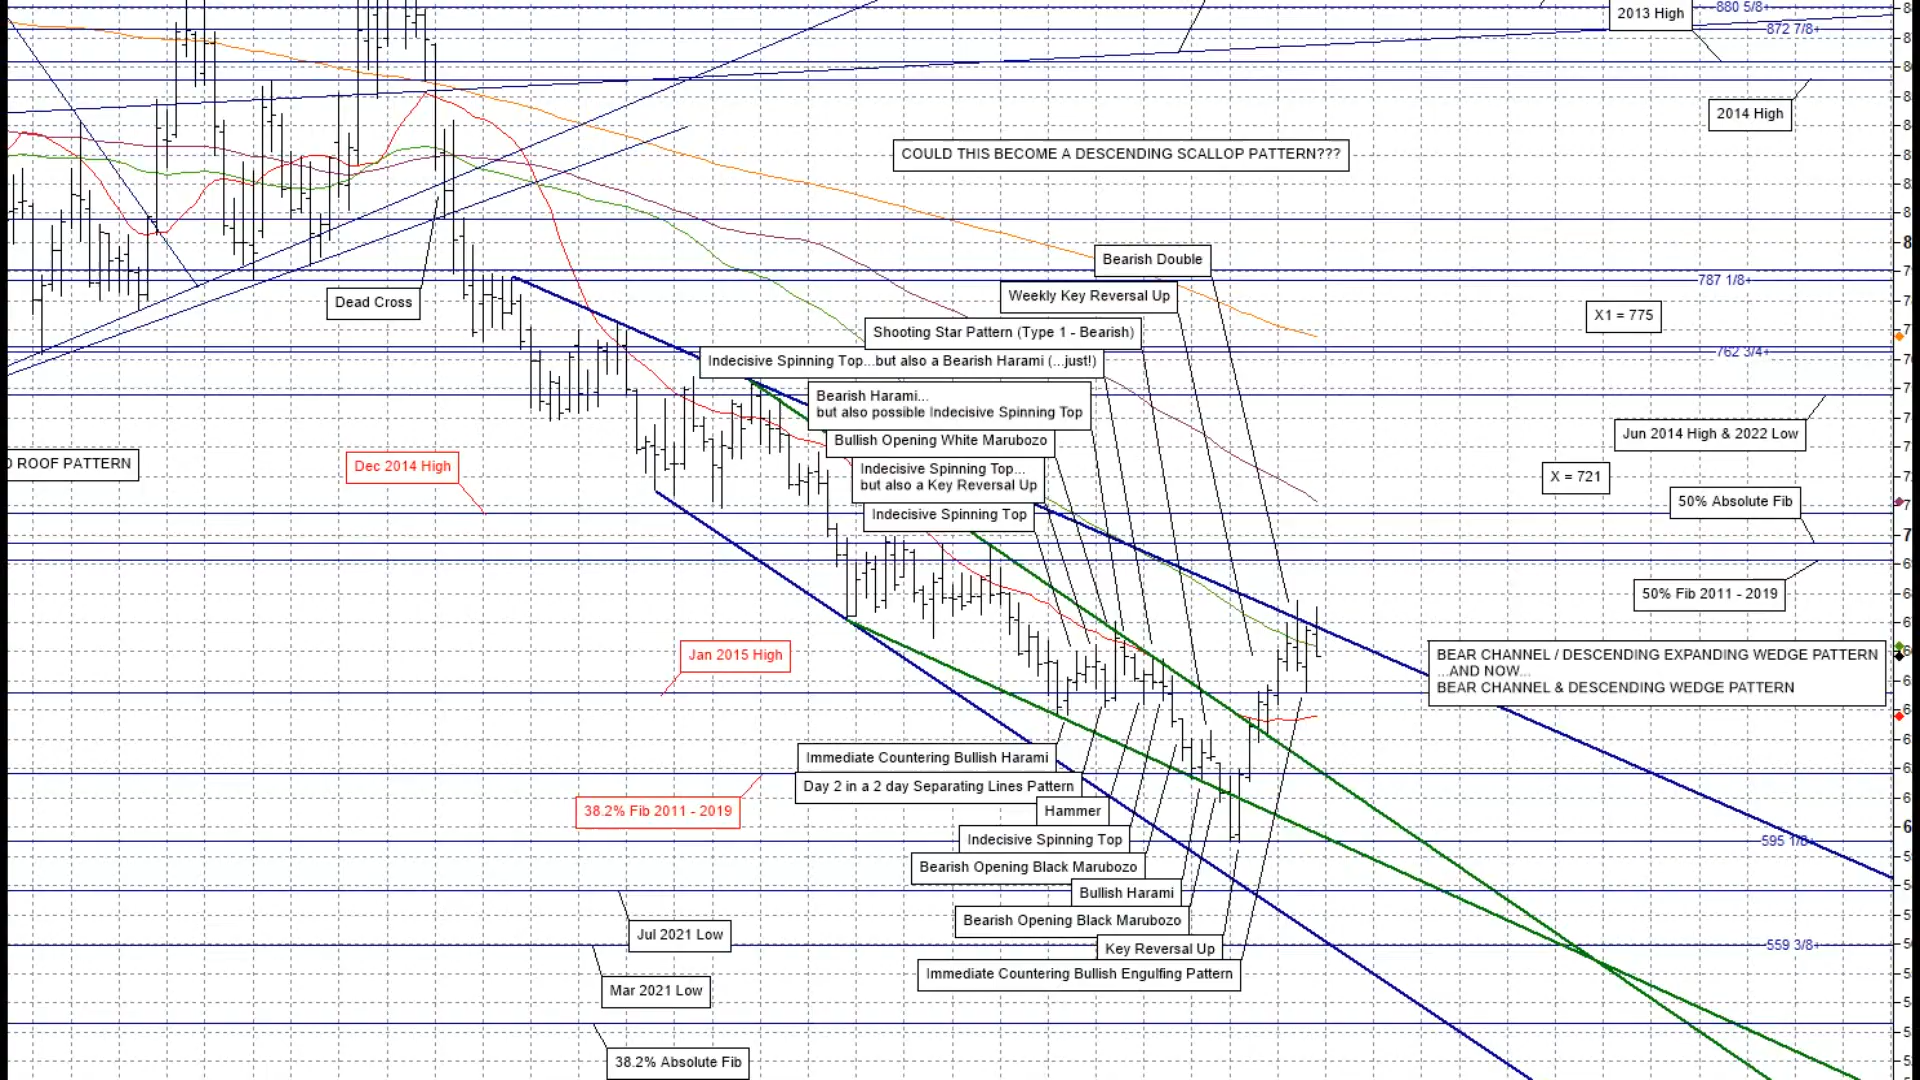 880 5/8+
2013 High
872 7/8+
2014 High
COULD THIS BECOME A DESCENDING SCALLOP PATTERN???
Bearish Double
787 1/8+
Weekly Key Reversal Up
Dead Cross
X1 = 775
Shooting Star Pattern (Type 1 - Bearish)
762 3/4+
Indecisive Spinning Top...but also a Bearish Harami (...just!)
Bearish Harami...
but also possible Indecisive Spinning Top
Jun 2014 High & 2022 Low
Bullish Opening White Marubozo
ROOF PATTERN
Dec 2014 High
Indecisive Spinning Top...
but also a Key Reversal Up
X = 721
50% Absolute Fib
Indecisive Spinning Top
50% Fib 2011 - 2019
Jan 2015 High
BEAR CHANNEL / DESCENDING EXPANDING WEDGE PATTERN
...AND NOW...
BEAR CHANNEL & DESCENDING WEDGE PATTERN
Immediate Countering Bullish Harami
Day 2 in a 2 day Separating Lines Pattern
38.2% Fib 2011 - 2019
Hammer
Indecisive Spinning Top
595 1/8+
Bearish Opening Black Marubozo
Bullish Harami
Bearish Opening Black Marubozo
Jul 2021 Low
Key Reversal Up
559 3/8+
Immediate Countering Bullish Engulfing Pattern
Mar 2021 Low
38.2% Absolute Fib